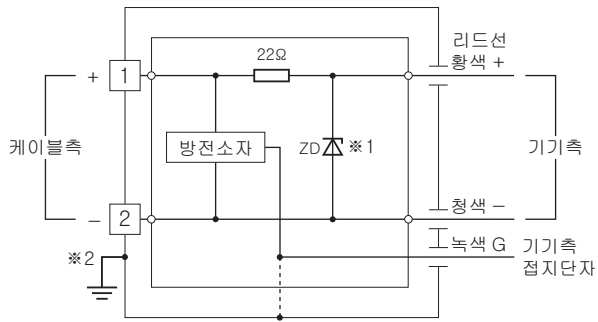 22Ω
리드선
황색 +
+ 1
케이블측
방전소자
ZD ※1
기기측
− 2
청색 −
※2
녹색 G
기기측
접지단자